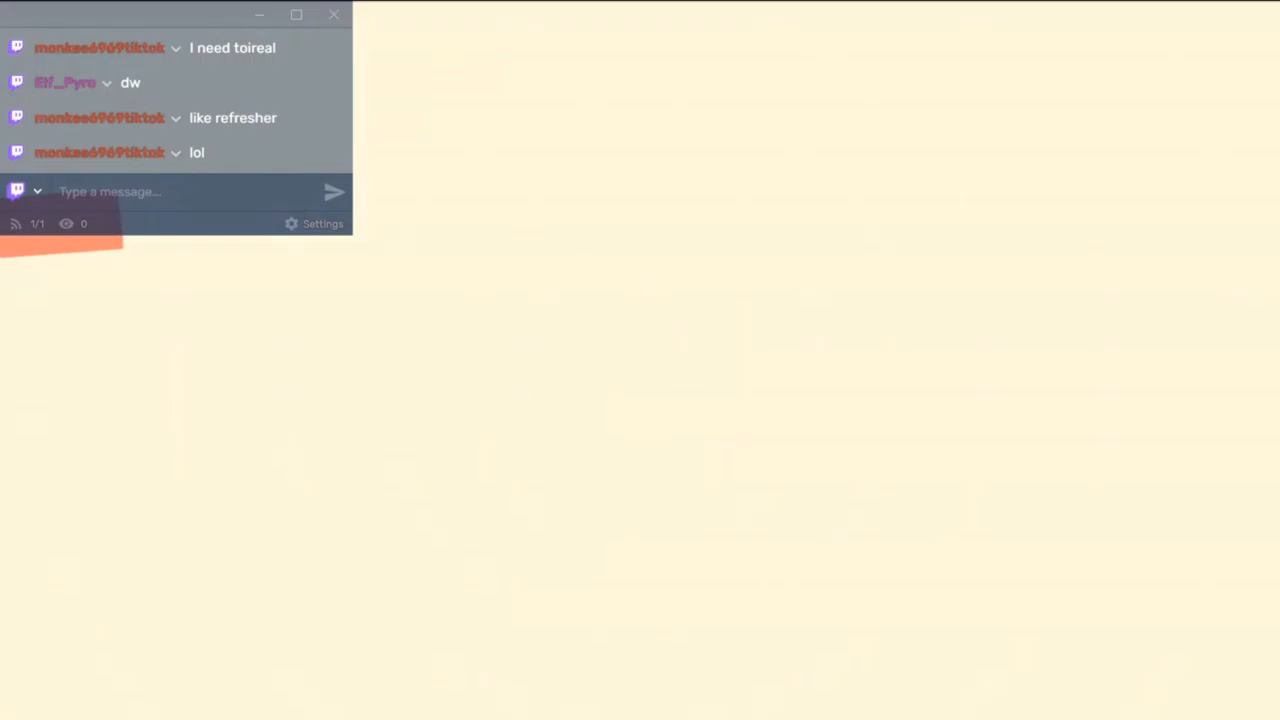 monkee6969tiktok I need toireal
Elf_Pyro dw
monkee6969tiktok like refresher
monkee6969tiktok lol
Type a message...
1/1 0 Settings